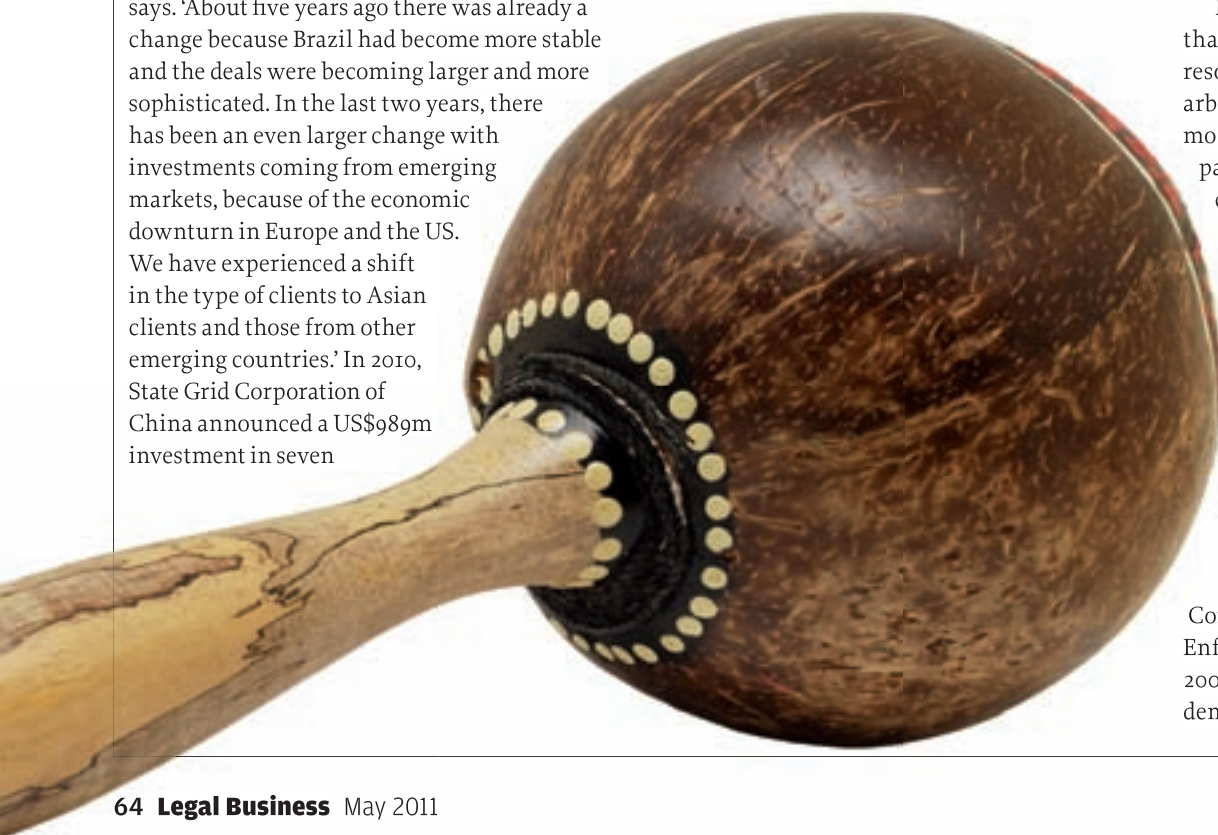 says. ‘About five years ago there was already a
change because Brazil had become more stable
and the deals were becoming larger and more
sophisticated. In the last two years, there
has been an even larger change with
investments coming from emerging
markets, because of the economic
downturn in Europe and the US.
We have experienced a shift
in the type of clients to Asian
clients and those from other
emerging countries.’ In 2010,
State Grid Corporation of
China announced a US$989m
investment in seven
64 Legal Business May 2011